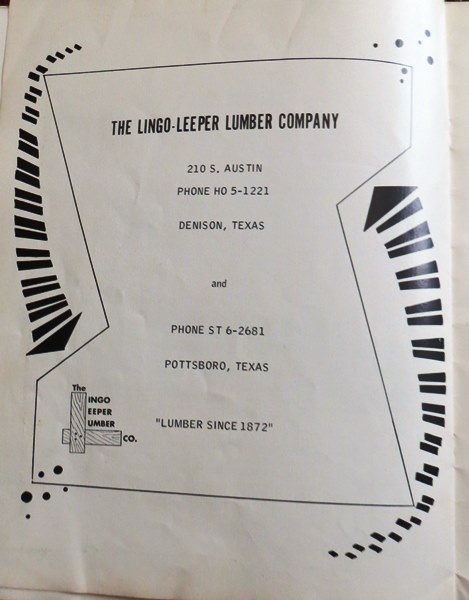 THE LINGO-LEEPER LUMBER COMPANY
210 S. AUSTIN
PHONE HO 5-1221
DENISON, TEXAS
and
PHONE ST 6-2681
POTTSBORO, TEXAS
"LUMBER SINCE 1872"
The
INGO
EEPER
UMBER
CO.